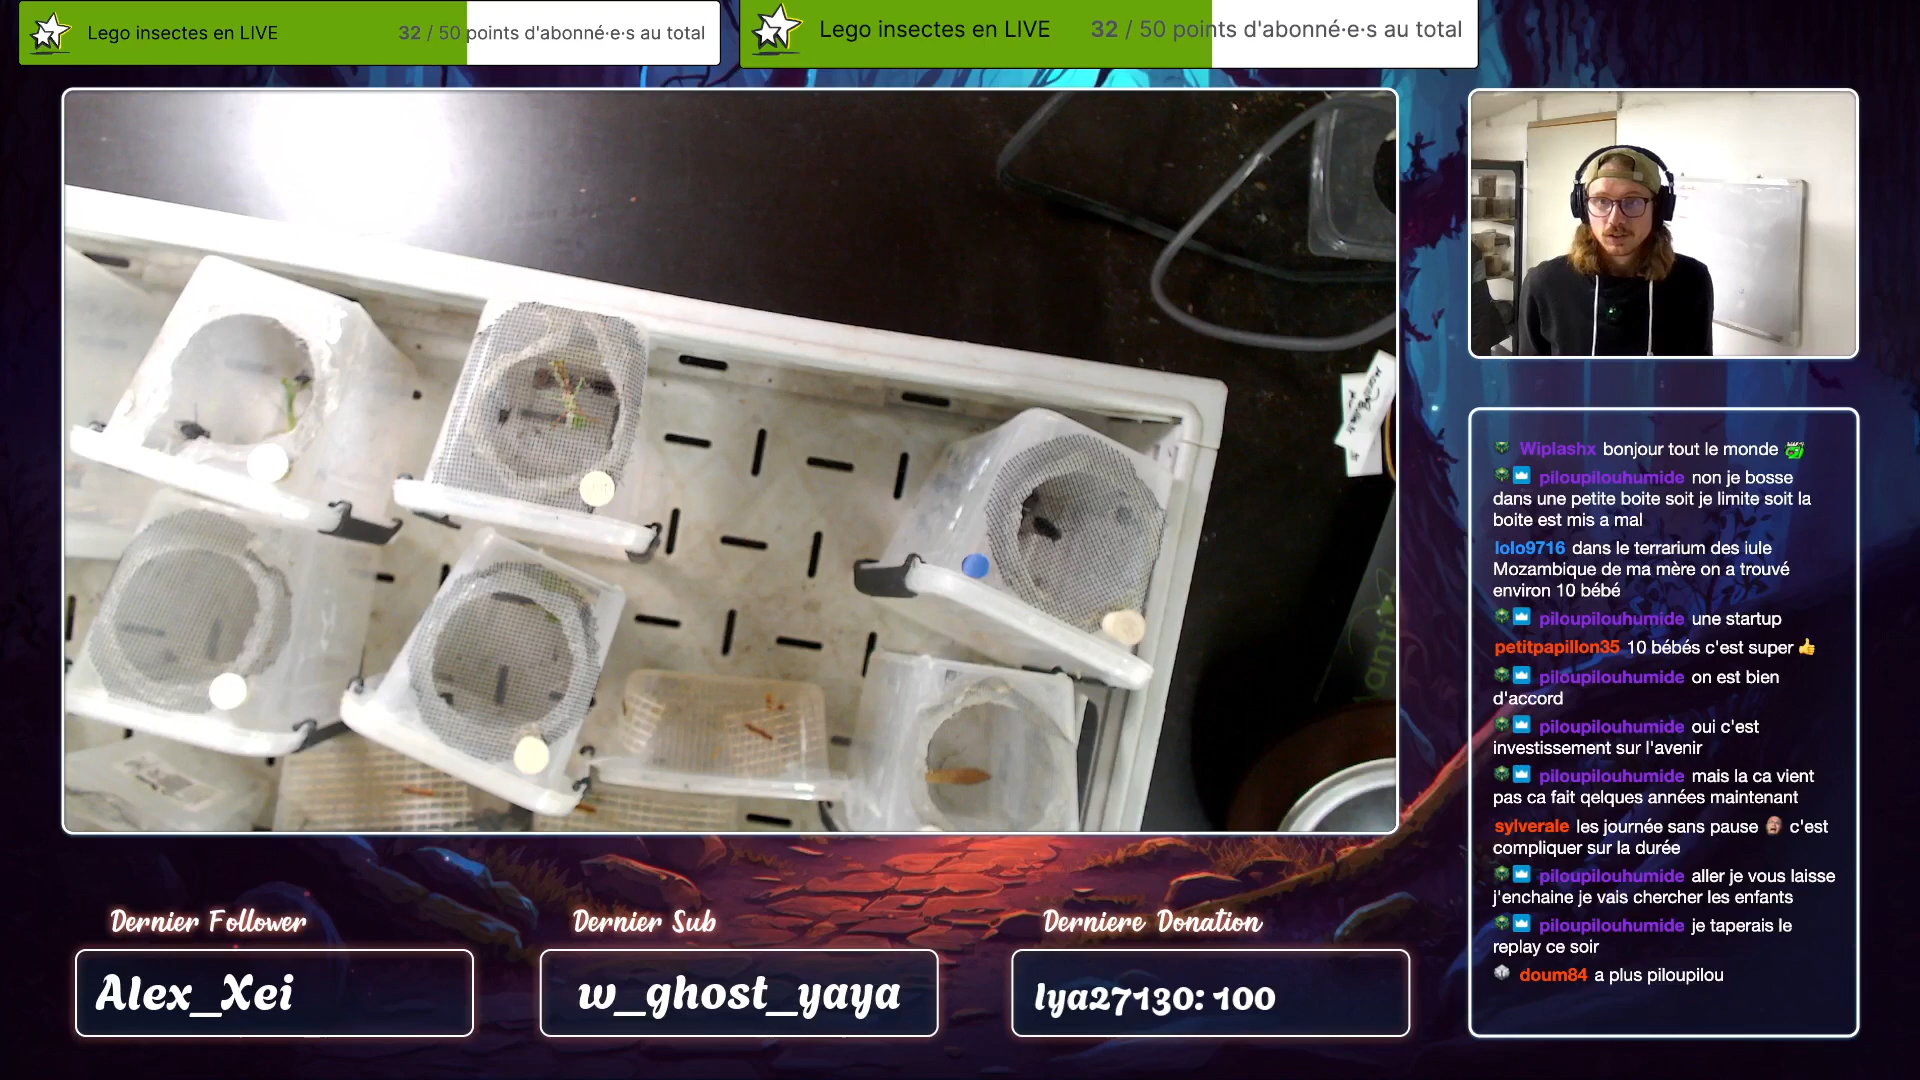 Lego insectes en LIVE 32 / 50 points d'abonné·e·s au total
Lego insectes en LIVE 32 / 50 points d'abonné·e·s au total
Wiplashx bonjour tout le monde
piloupilouhumide non je bosse
dans une petite boite soit je limite soit la
boite est mis a mal
lolo9716 dans le terrarium des iule
Mozambique de ma mère on a trouvé
environ 10 bébé
piloupilouhumide une startup
petitpapillon35 10 bébés c'est super 👍
piloupilouhumide on est bien
d'accord
piloupilouhumide oui c'est
investissement sur l'avenir
piloupilouhumide mais la ca vient
pas ca fait qelques années maintenant
sylverale les journée sans pause c'est
compliquer sur la durée
piloupilouhumide aller je vous laisse
j'enchaine je vais chercher les enfants
piloupilouhumide je taperais le
replay ce soir
doum84 a plus piloupilou
Dernier Follower
Alex_Xei
Dernier Sub
w_ghost_yaya
Derniere Donation
lya27130: 100